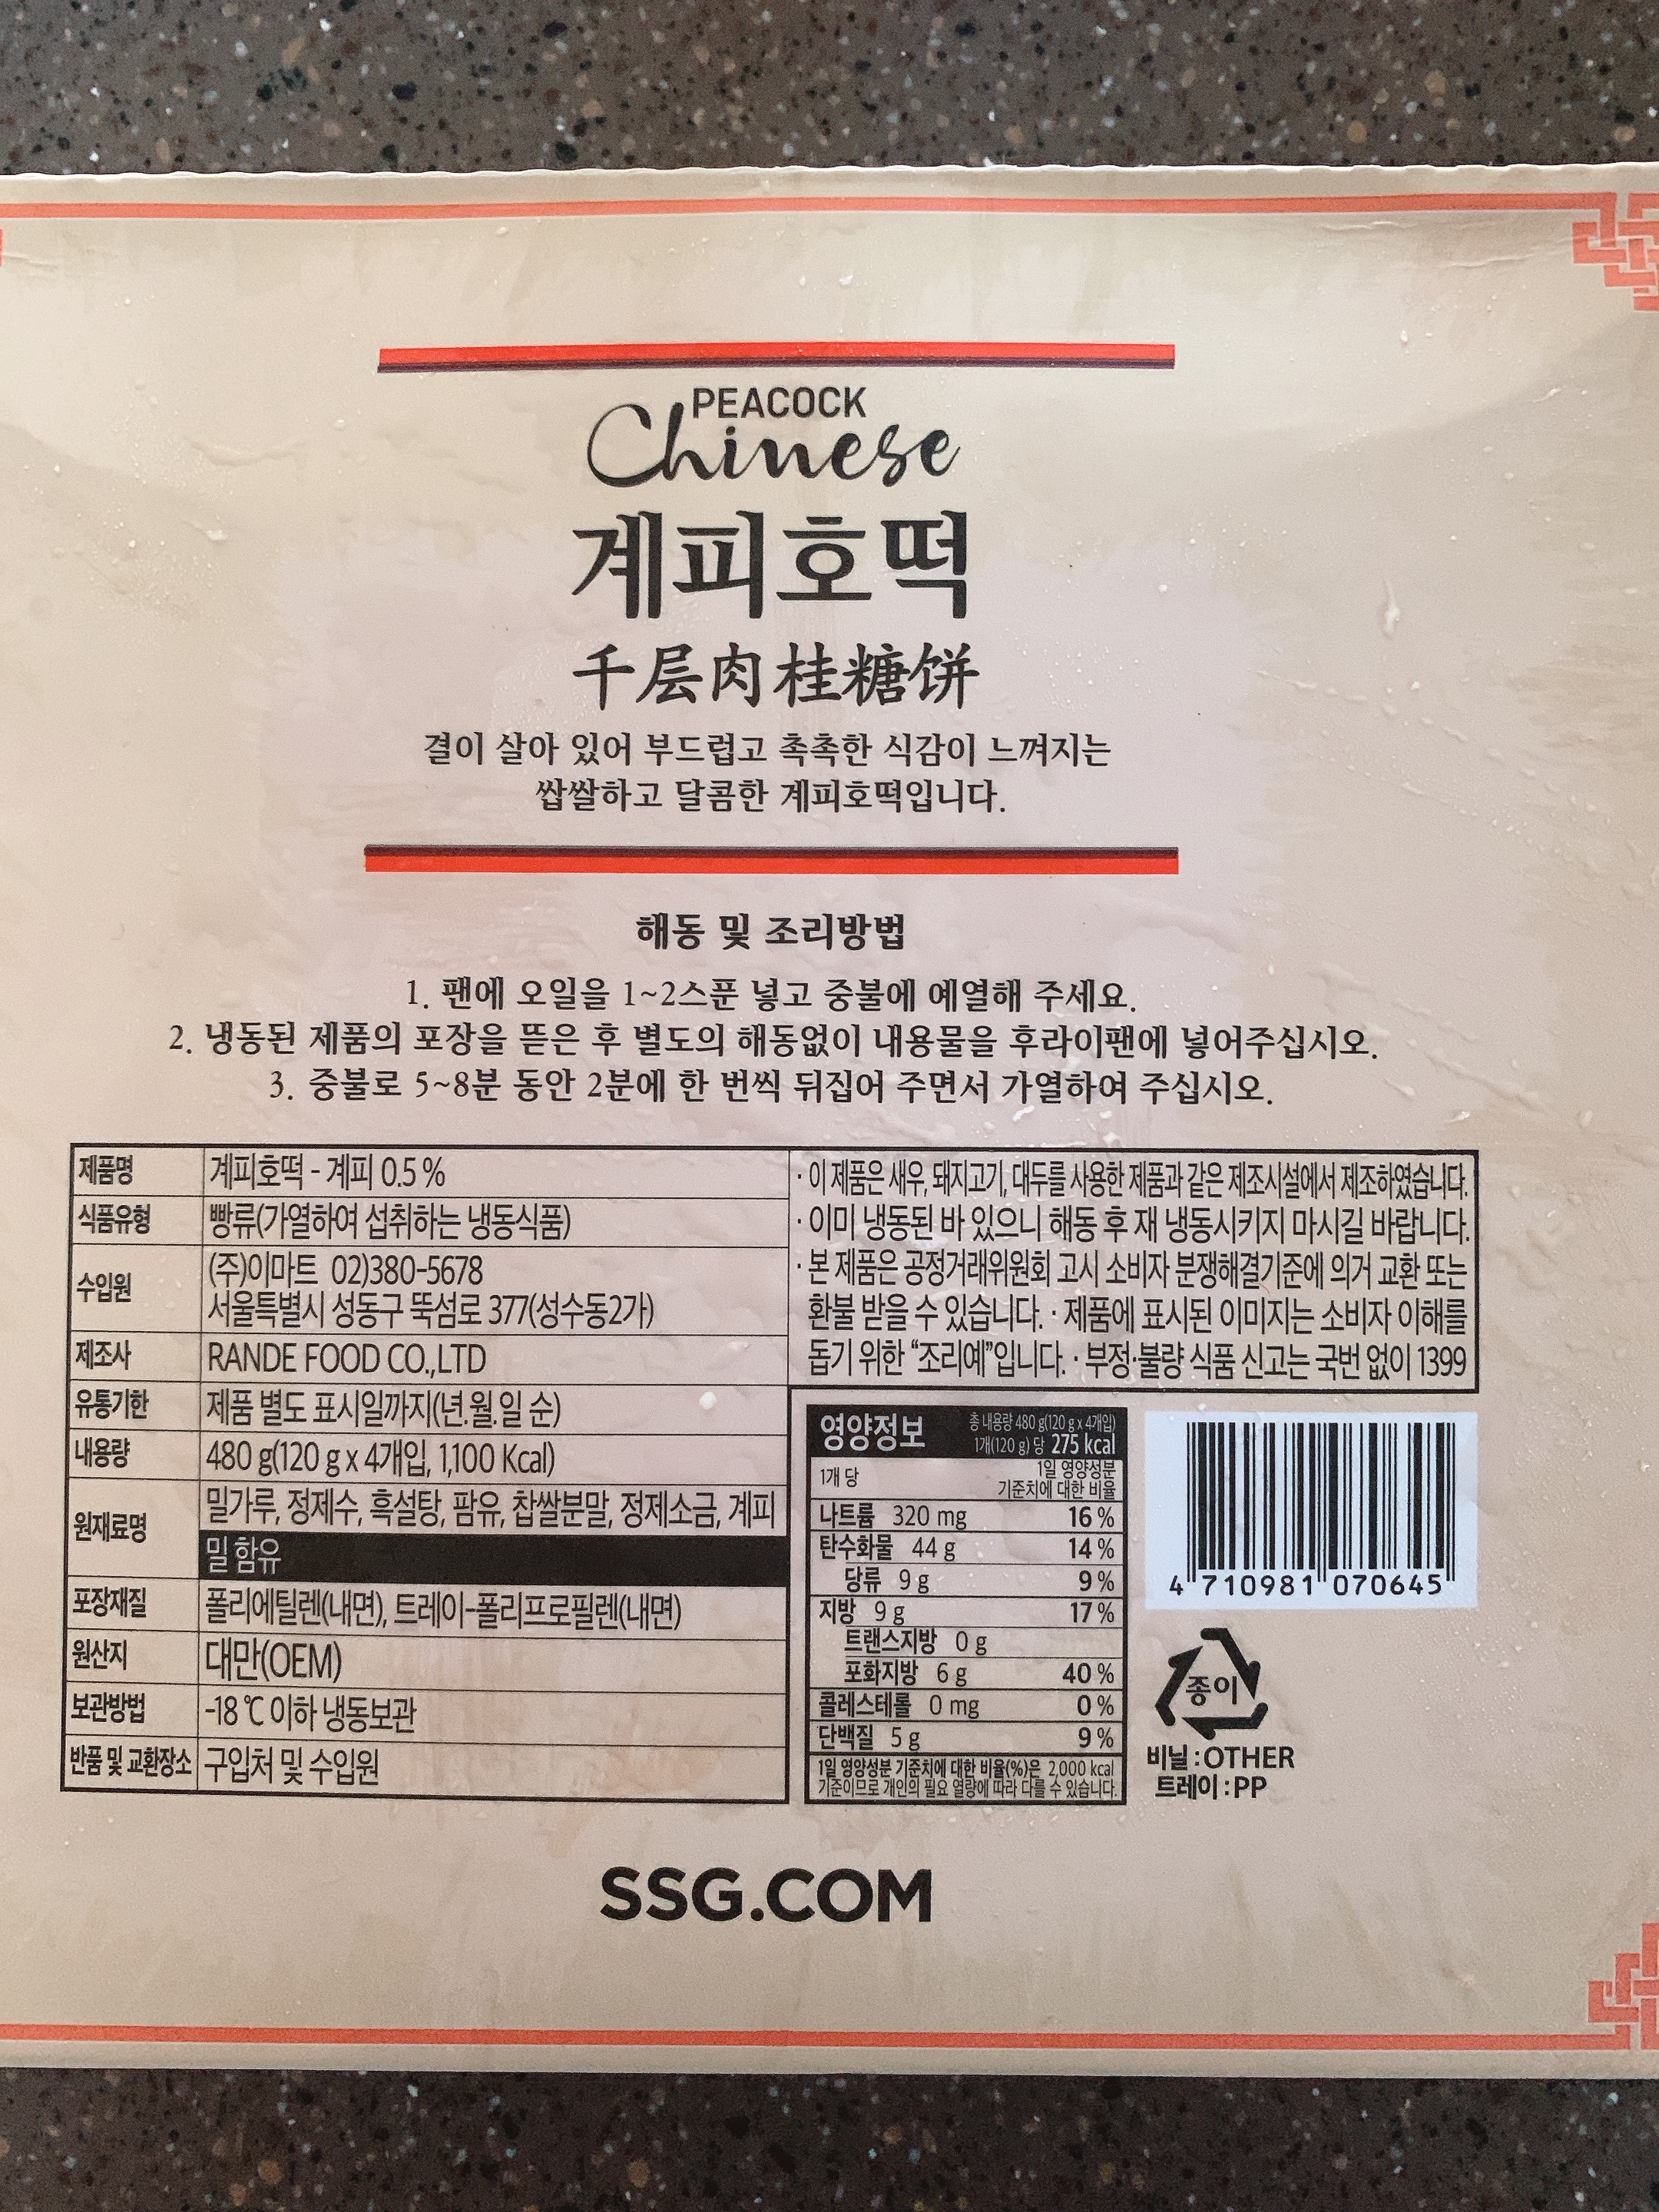 PEACOCK
Chinese
계피호떡
千层肉桂糖饼
결이 살아 있어 부드럽고 촉촉한 식감이 느껴지는
쌉쌀하고 달콤한 계피호떡입니다.
해동 및 조리방법
1. 팬에 오일을 1~2스푼 넣고 중불에 예열해 주세요.
2. 냉동된 제품의 포장을 뜯은 후 별도의 해동없이 내용물을 후라이팬에 넣어주십시오.
3. 중불로 5~8분 동안 2분에 한 번씩 뒤집어 주면서 가열하여 주십시오.
제품명 계피호떡 - 계피 0.5 %
식품유형 빵류(가열하여 섭취하는 냉동식품)
수입원 (주)이마트 02)380-5678
서울특별시 성동구 뚝섬로 377(성수동2가)
제조사 RANDE FOOD CO.,LTD
유통기한 제품 별도 표시일까지(년.월.일 순)
내용량 480 g(120 g x 4개입, 1,100 Kcal)
원재료명 밀가루, 정제수, 흑설탕, 팜유, 찹쌀분말, 정제소금, 계피
밀 함유
포장재질 폴리에틸렌(내면), 트레이-폴리프로필렌(내면)
원산지 대만(OEM)
보관방법 -18 ℃ 이하 냉동보관
반품 및 교환장소 구입처 및 수입원
· 이 제품은 새우, 돼지고기, 대두를 사용한 제품과 같은 제조시설에서 제조하였습니다.
· 이미 냉동된 바 있으니 해동 후 재 냉동시키지 마시길 바랍니다.
· 본 제품은 공정거래위원회 고시 소비자 분쟁해결기준에 의거 교환 또는
환불 받을 수 있습니다. · 제품에 표시된 이미지는 소비자 이해를
돕기 위한 “조리예”입니다. · 부정·불량 식품 신고는 국번 없이 1399
영양정보 총 내용량 480 g(120 g x 4개입)
1개(120 g) 당 275 kcal
1개 당 1일 영양성분
기준치에 대한 비율
나트륨 320 mg 16 %
탄수화물 44 g 14 %
당류 9 g 9 %
지방 9 g 17 %
트랜스지방 0 g
포화지방 6 g 40 %
콜레스테롤 0 mg 0 %
단백질 5 g 9 %
1일 영양성분 기준치에 대한 비율(%)은 2,000 kcal
기준이므로 개인의 필요 열량에 따라 다를 수 있습니다.
4 710981 070645
종이
비닐 : OTHER
트레이 : PP
SSG.COM